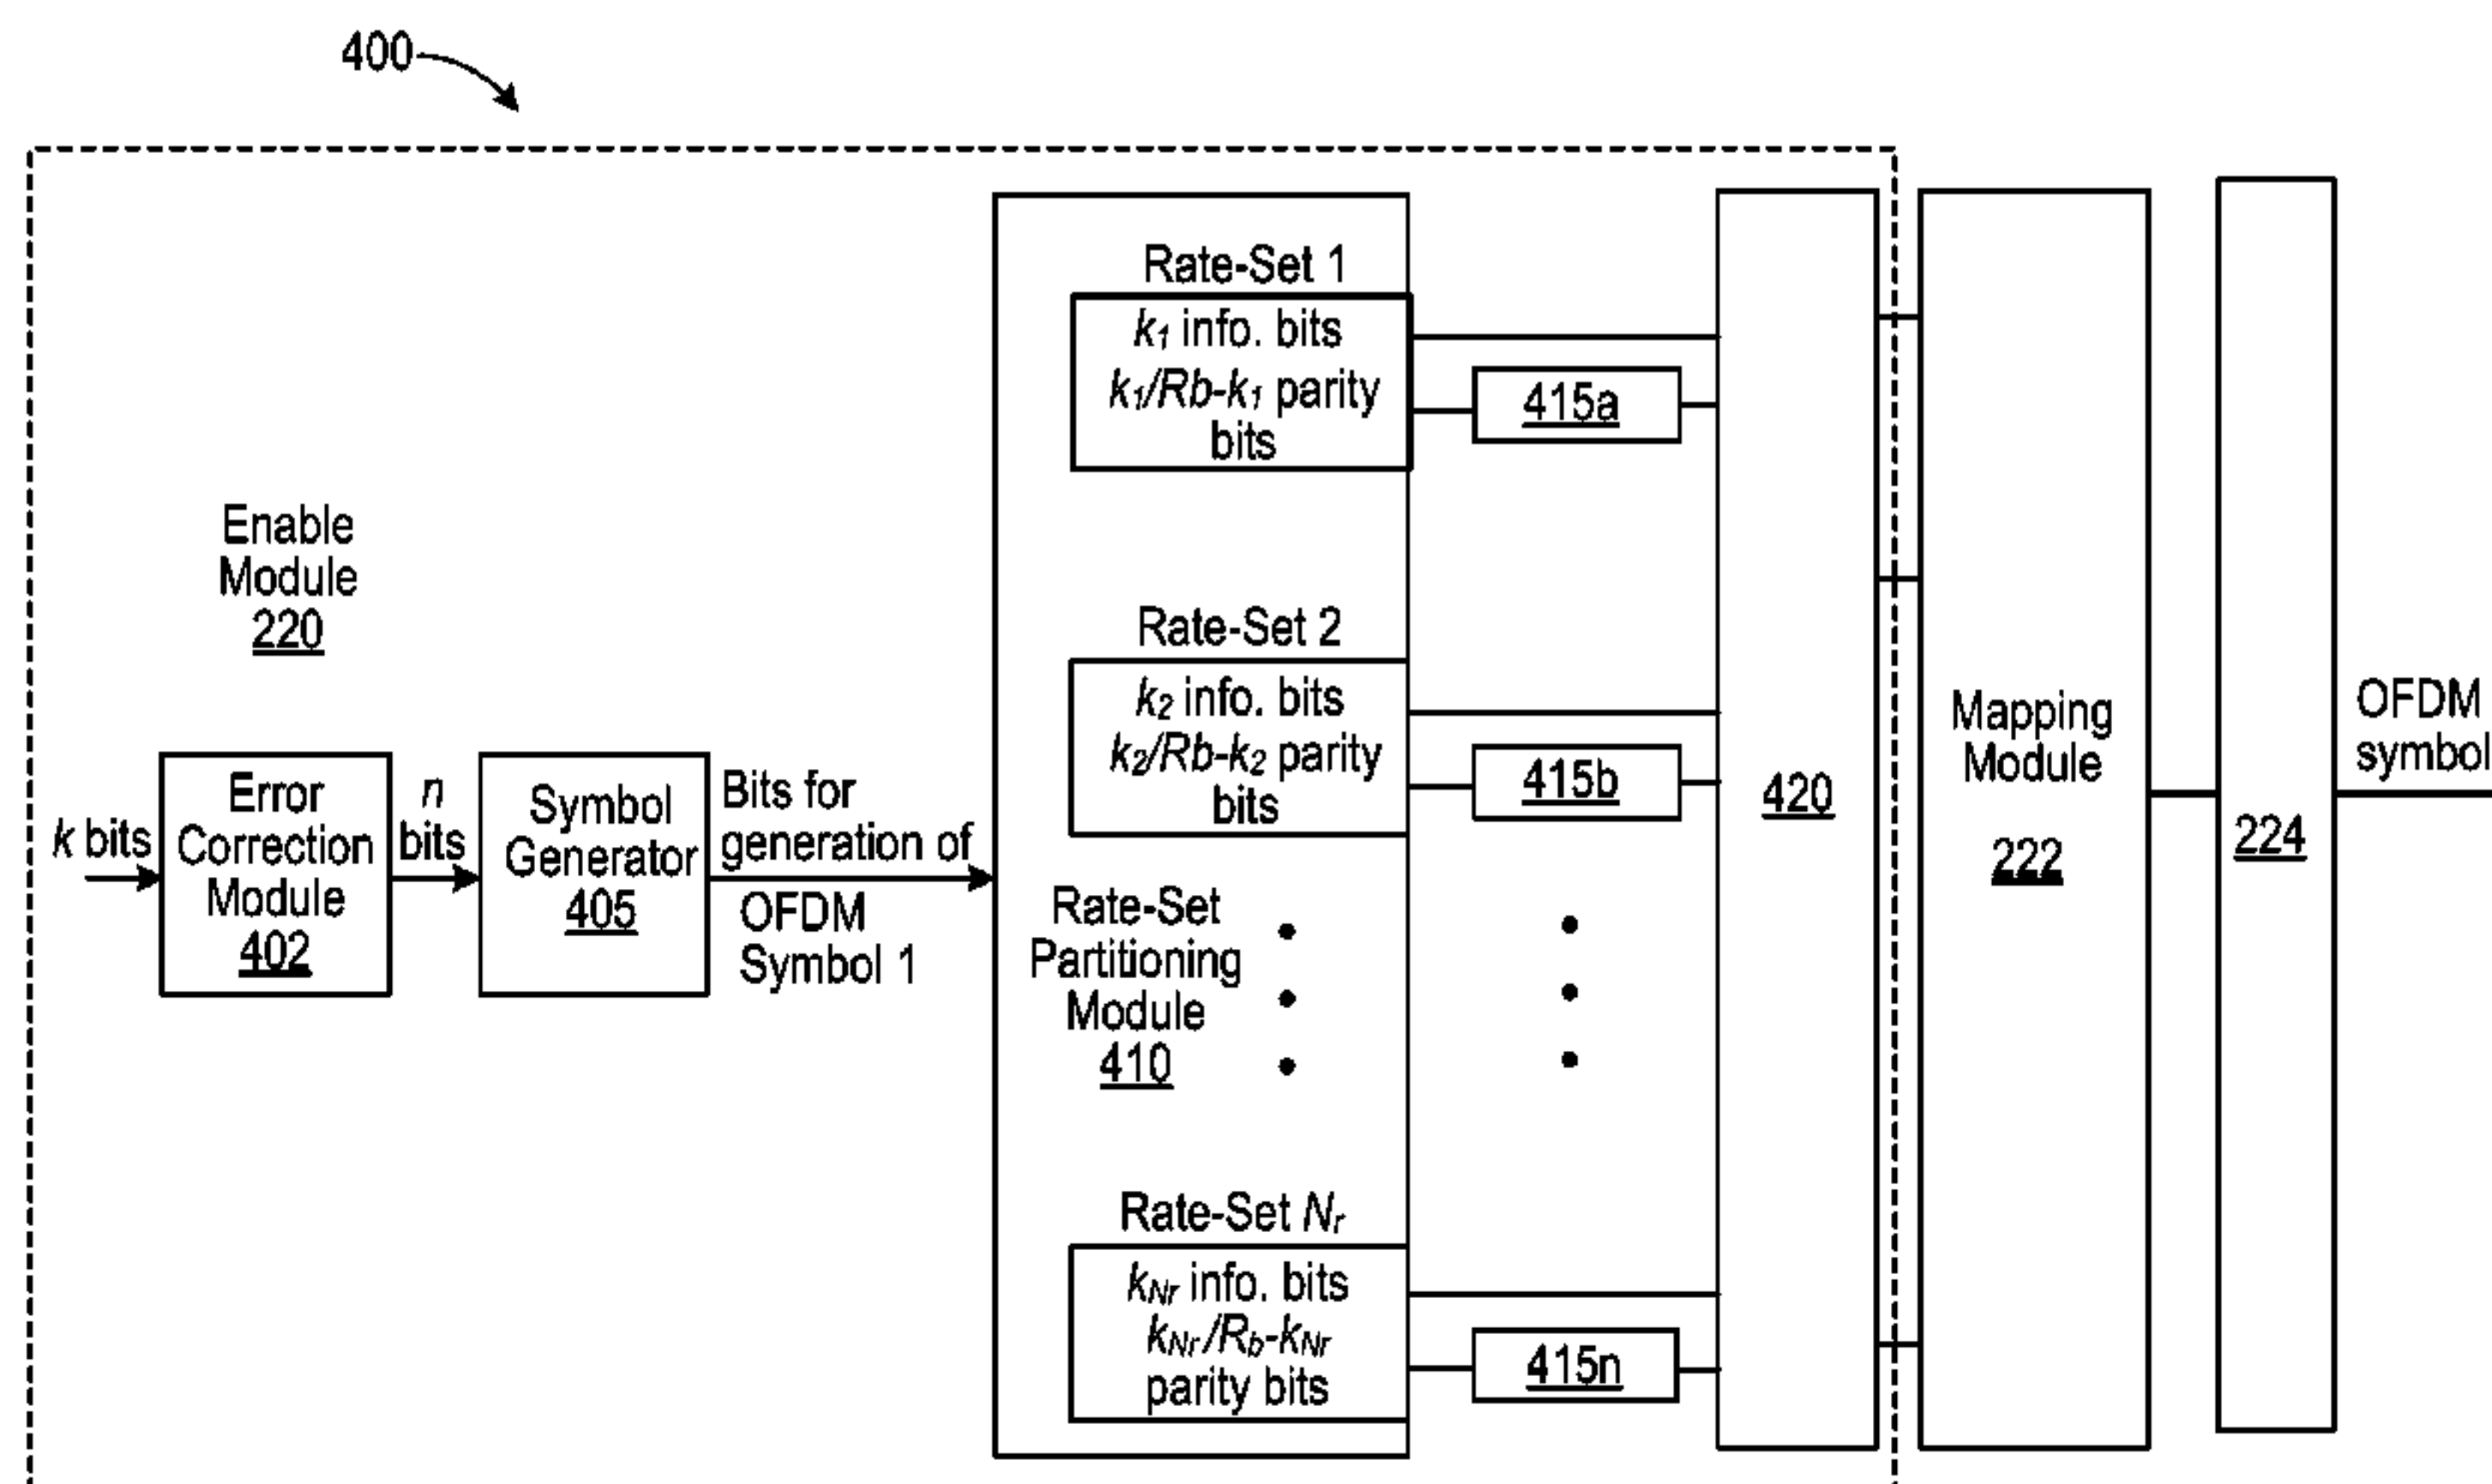 400
Enable
Module
220
k bits
Error
Correction
Module
402
n
bits
Symbol
Generator
405
Bits for
generation of
OFDM
Symbol 1
Rate-Set 1
k1 info. bits
k1/Rb-k1 parity
bits
Rate-Set 2
k2 info. bits
k2/Rb-k2 parity
bits
Rate-Set
Partitioning
Module
410
Rate-Set Nr
kNr info. bits
kNr/Rb-kNr
parity bits
415a
415b
415n
420
Mapping
Module
222
224
OFDM
symbol